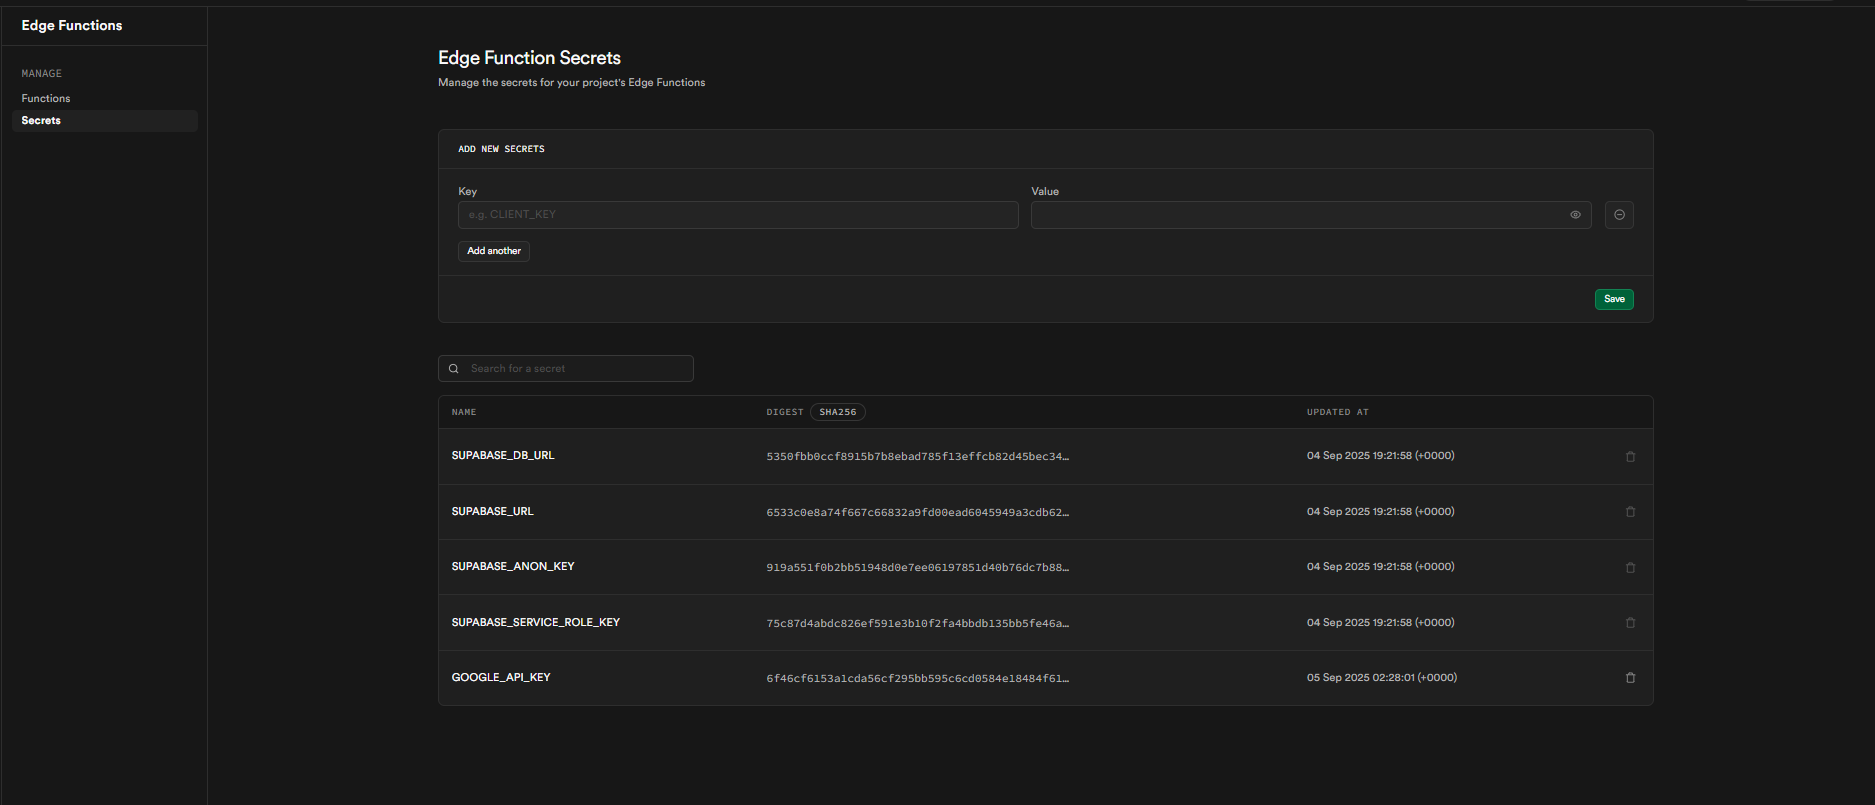 Edge Functions
MANAGE
Functions
Secrets
Edge Function Secrets
Manage the secrets for your project's Edge Functions
ADD NEW SECRETS
Key
Value
e.g. CLIENT_KEY
Add another
Save
Search for a secret
NAME DIGEST SHA256 UPDATED AT
SUPABASE_DB_URL 5350fbb0ccf8915b7b8ebad785f13effcb82d45bec34… 04 Sep 2025 19:21:58 (+0000)
SUPABASE_URL 6533c0e8a74f667c66832a9fd00ead6045949a3cdb62… 04 Sep 2025 19:21:58 (+0000)
SUPABASE_ANON_KEY 919a551f0b2bb51948d0e7ee06197851d40b76dc7b88… 04 Sep 2025 19:21:58 (+0000)
SUPABASE_SERVICE_ROLE_KEY 75c87d4abdc826ef591e3b10f2fa4bbdb135bb5fe46a… 04 Sep 2025 19:21:58 (+0000)
GOOGLE_API_KEY 6f46cf6153a1cda56cf295bb595c6cd0584e18484f61… 05 Sep 2025 02:28:01 (+0000)